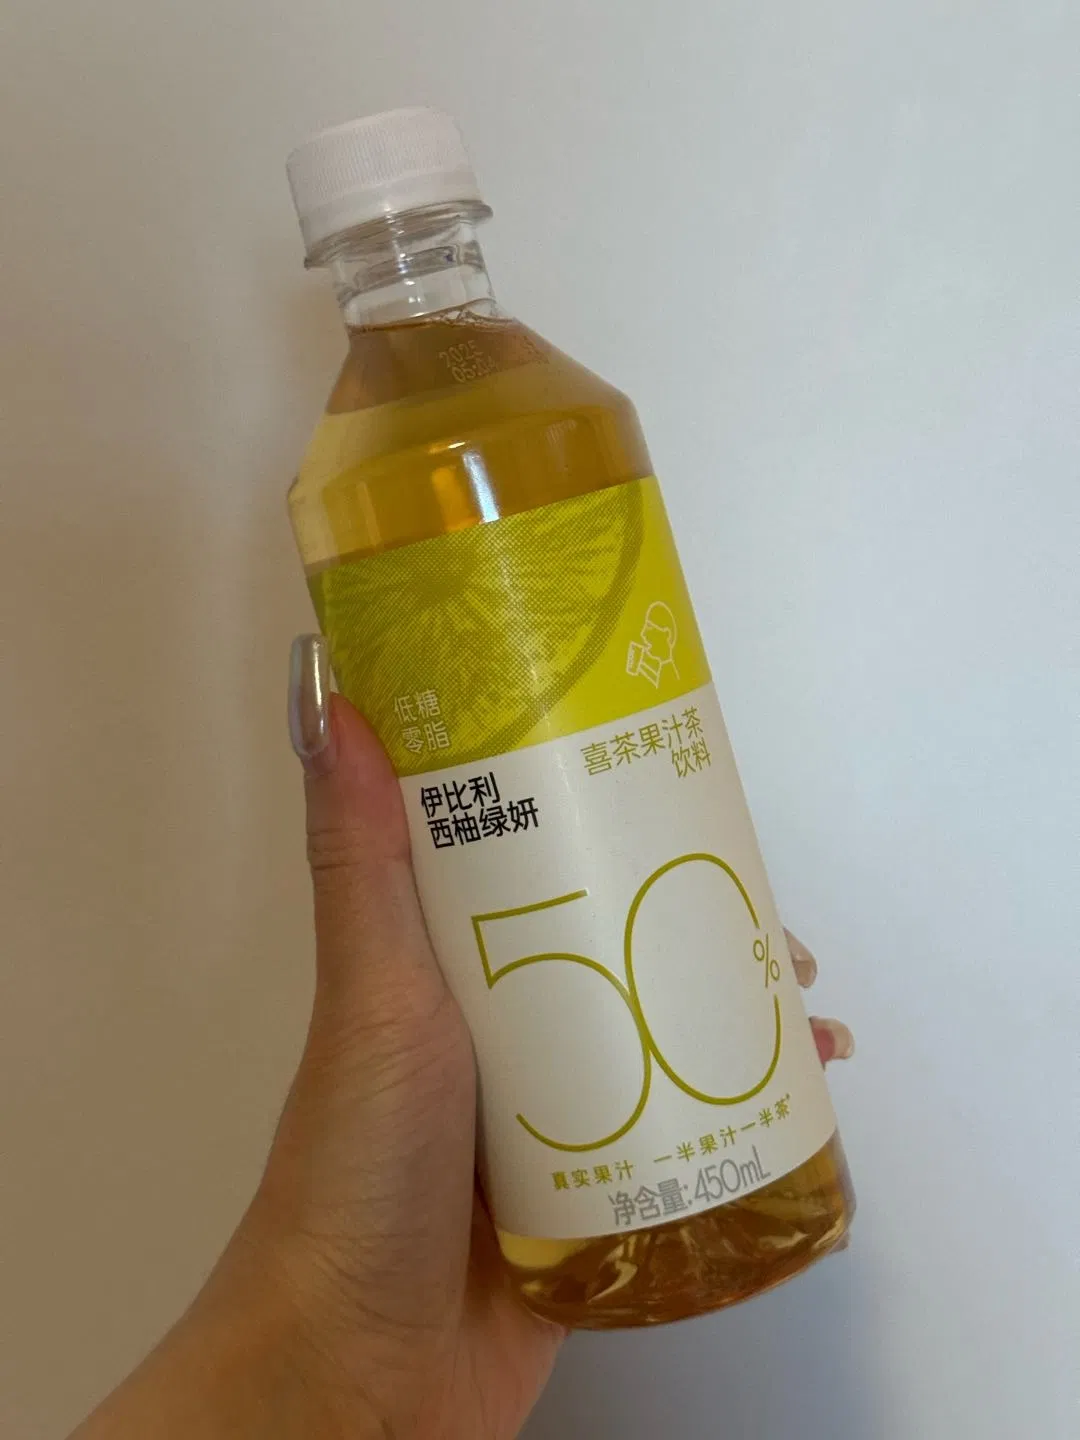 2025
低糖
零脂
喜茶果汁茶
饮料
伊比利
西柚绿妍
50%
真实果汁 一半果汁一半茶*
净含量:450mL